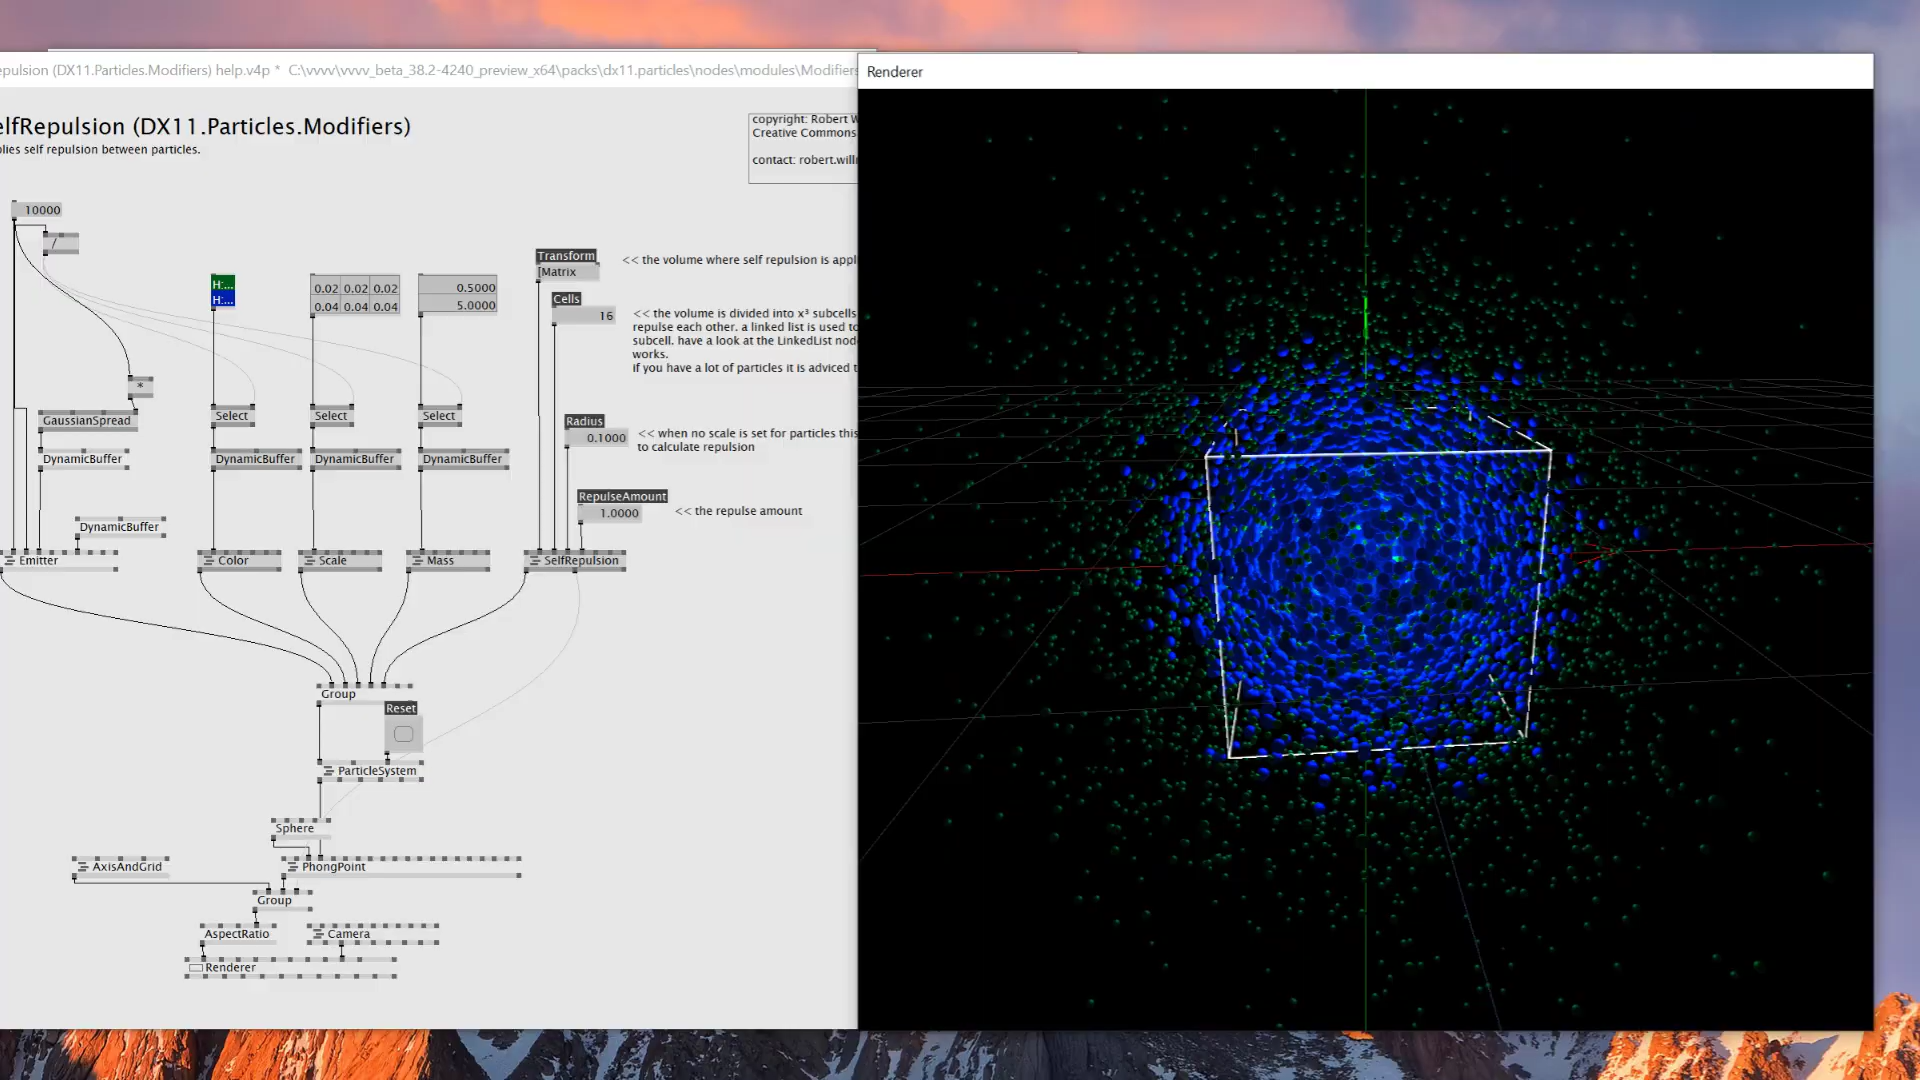 epulsion (DX11.Particles.Modifiers) help.v4p * C:\vvvv\vvvv_beta_38.2-4240_preview_x64\packs\dx11.particles\nodes\modules\Modifiers
Renderer
elfRepulsion (DX11.Particles.Modifiers)
plies self repulsion between particles.
copyright: Robert W
Creative Commons
contact: robert.willn
10000
/
Transform
[Matrix
<< the volume where self repulsion is appl
H:...
H:...
0.02 0.02 0.02
0.04 0.04 0.04
0.5000
5.0000
Cells
16
<< the volume is divided into x³ subcells
repulse each other. a linked list is used to
subcell. have a look at the LinkedList nod
works.
if you have a lot of particles it is adviced t
*
GaussianSpread
Select
Select
Select
Radius
0.1000
<< when no scale is set for particles this
to calculate repulsion
DynamicBuffer
DynamicBuffer
DynamicBuffer
DynamicBuffer
RepulseAmount
1.0000
<< the repulse amount
DynamicBuffer
Emitter
Color
Scale
Mass
SelfRepulsion
Group
Reset
ParticleSystem
Sphere
AxisAndGrid
PhongPoint
Group
AspectRatio
Camera
Renderer